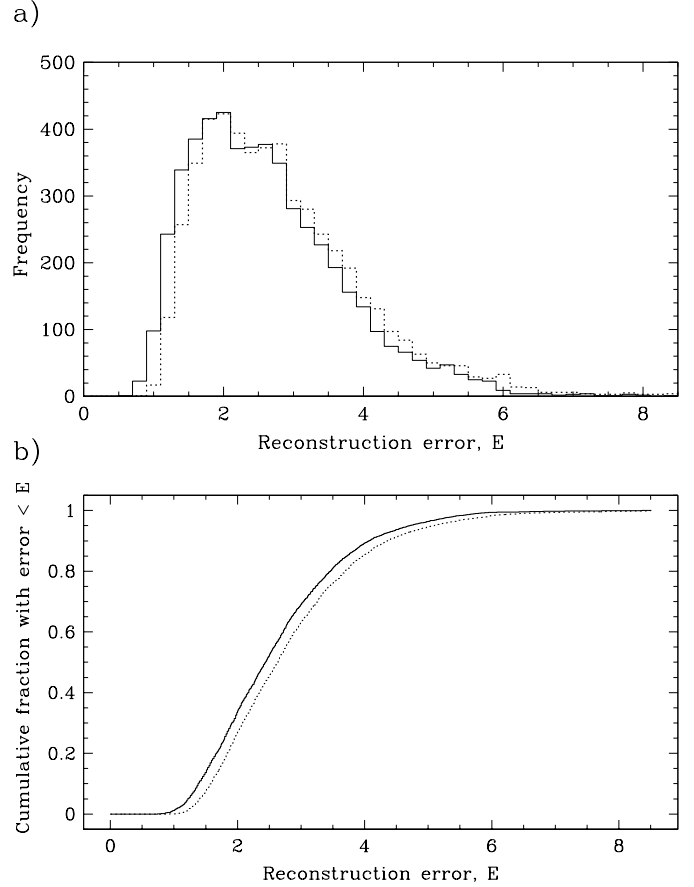 a)
500
400
300
200
100
0
Frequency
0 2 4 6 8
Reconstruction error, E
b)
1
0.8
0.6
0.4
0.2
0
Cumulative fraction with error < E
0 2 4 6 8
Reconstruction error, E